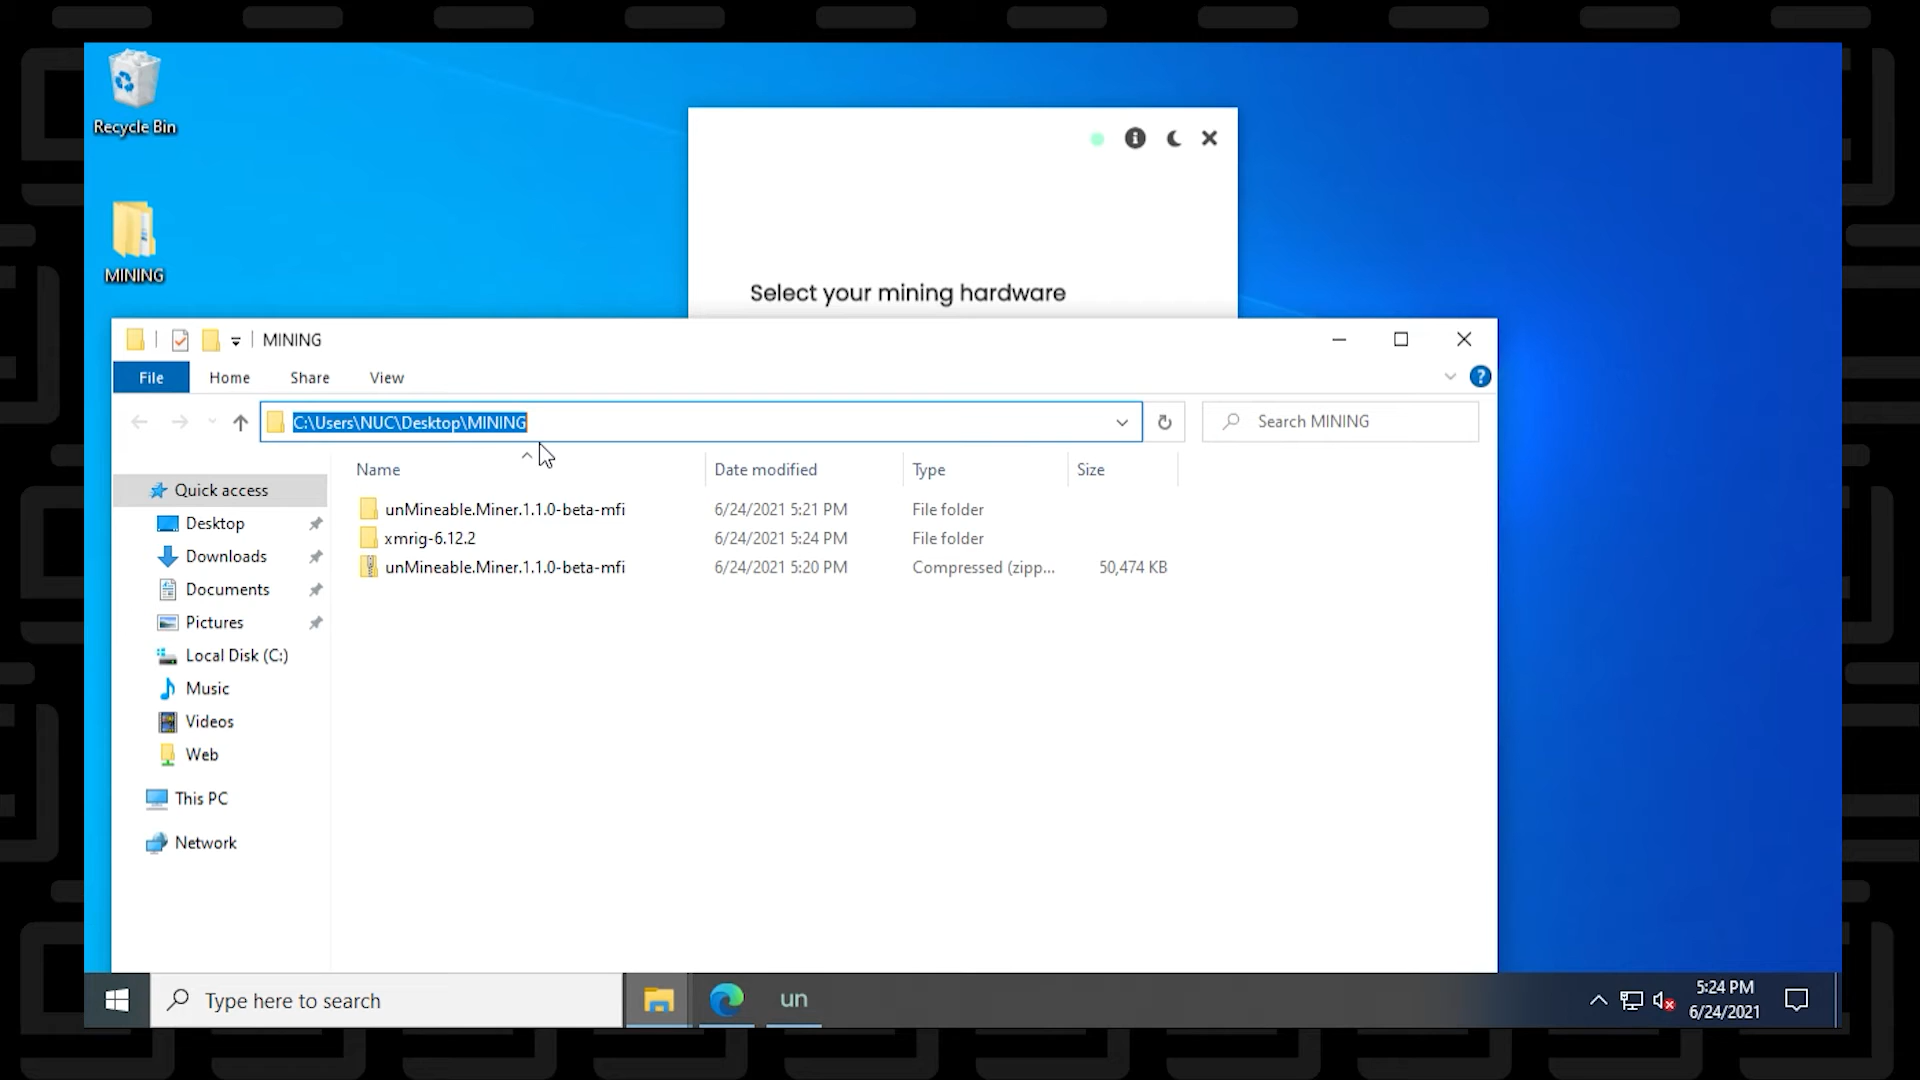 Recycle Bin
MINING
Select your mining hardware
MINING
File Home Share View
C:\Users\NUC\Desktop\MINING
Search MINING
Name Date modified Type Size
unMineable.Miner.1.1.0-beta-mfi 6/24/2021 5:21 PM File folder
xmrig-6.12.2 6/24/2021 5:24 PM File folder
unMineable.Miner.1.1.0-beta-mfi 6/24/2021 5:20 PM Compressed (zipp... 50,474 KB
Quick access
Desktop
Downloads
Documents
Pictures
Local Disk (C:)
Music
Videos
Web
This PC
Network
Type here to search
un
5:24 PM
6/24/2021